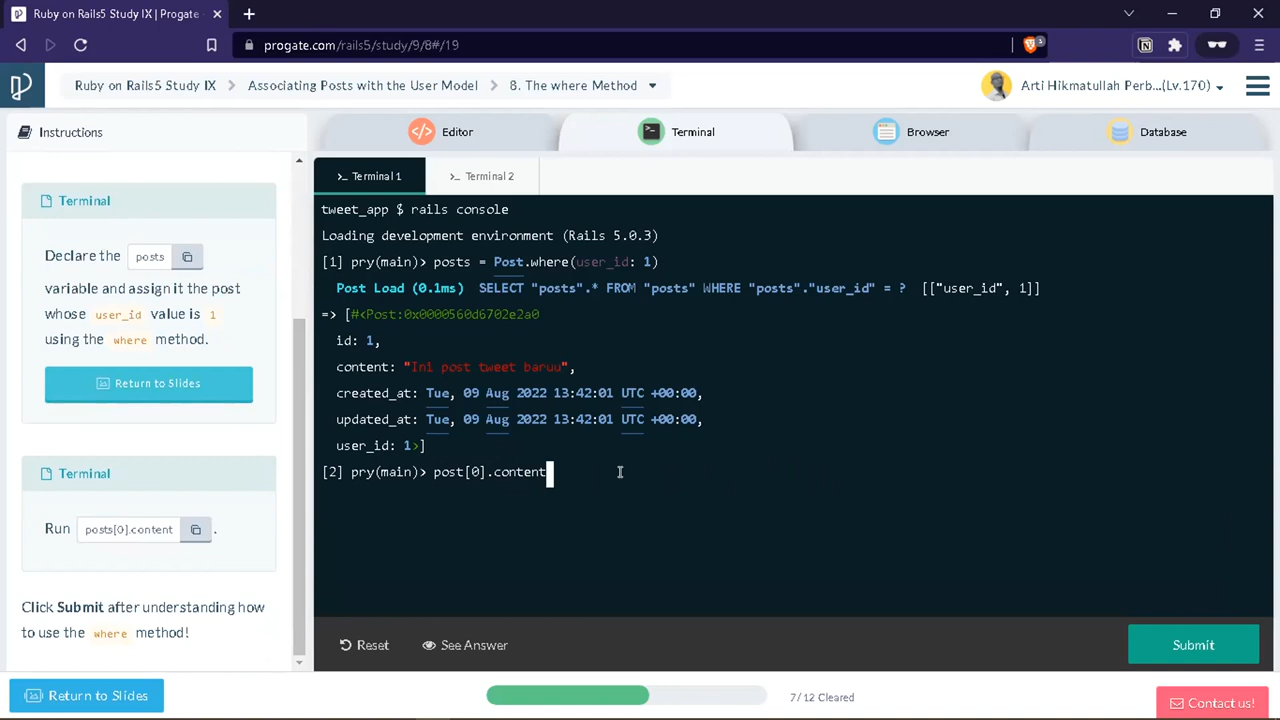 Ruby on Rails5 Study IX | Progate -
progate.com/rails5/study/9/8#/19
3
Ruby on Rails5 Study IX
Associating Posts with the User Model
8. The where Method
Arti Hikmatullah Perb...(Lv.170)
Instructions
Editor
Terminal
Browser
Database
Terminal
Declare the posts
variable and assign it the post
whose user_id value is 1
using the where method.
Return to Slides
Terminal
Run posts[0].content .
Click Submit after understanding how
to use the where method!
>_ Terminal 1
>_ Terminal 2
tweet_app $ rails console
Loading development environment (Rails 5.0.3)
[1] pry(main)> posts = Post.where(user_id: 1)
Post Load (0.1ms) SELECT "posts".* FROM "posts" WHERE "posts"."user_id" = ? [["user_id", 1]]
=> [#<Post:0x0000560d6702e2a0
id: 1,
content: "Ini post tweet baruu",
created_at: Tue, 09 Aug 2022 13:42:01 UTC +00:00,
updated_at: Tue, 09 Aug 2022 13:42:01 UTC +00:00,
user_id: 1>]
[2] pry(main)> post[0].content
Reset
See Answer
Submit
Return to Slides
7/12 Cleared
Contact us!